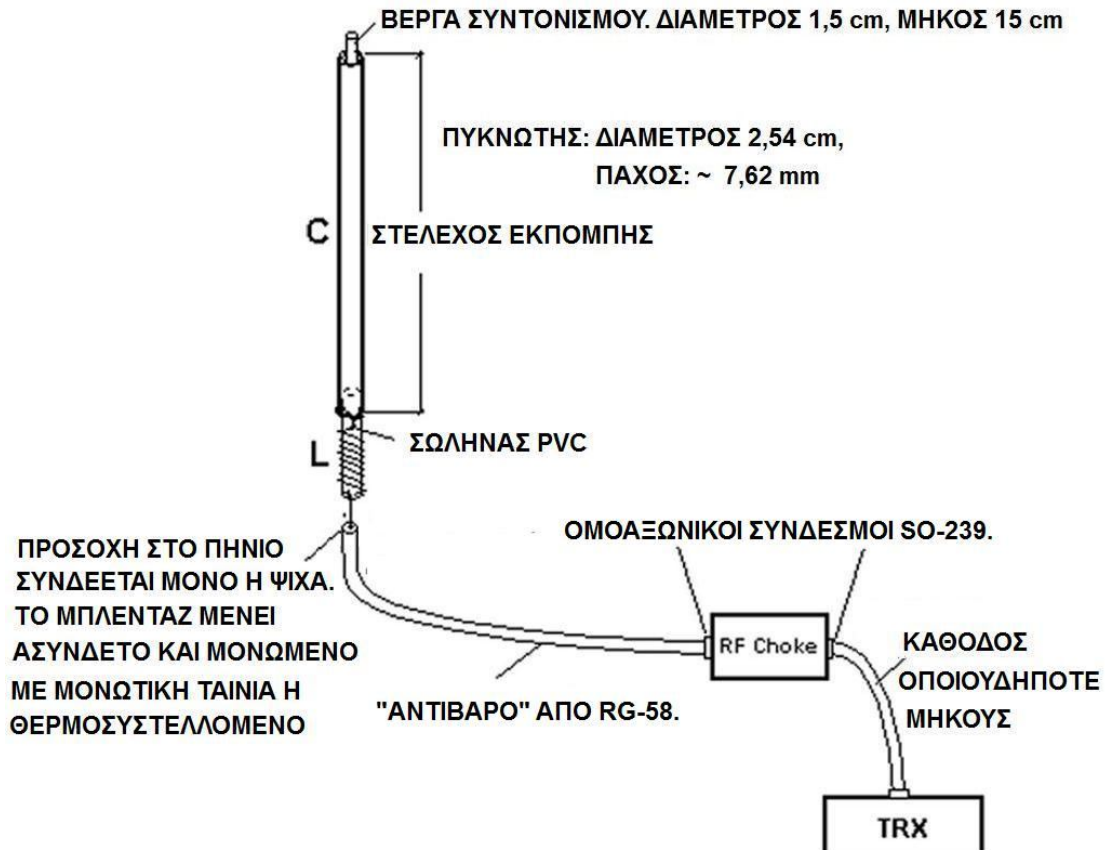 ΒΕΡΓΑ ΣΥΝΤΟΝΙΣΜΟΥ. ΔΙΑΜΕΤΡΟΣ 1,5 cm, ΜΗΚΟΣ 15 cm
ΠΥΚΝΩΤΗΣ: ΔΙΑΜΕΤΡΟΣ 2,54 cm,
ΠΑΧΟΣ: ~ 7,62 mm
C
ΣΤΕΛΕΧΟΣ ΕΚΠΟΜΠΗΣ
L
ΣΩΛΗΝΑΣ PVC
ΠΡΟΣΟΧΗ ΣΤΟ ΠΗΝΙΟ
ΣΥΝΔΕΕΤΑΙ ΜΟΝΟ Η ΨΙΧΑ.
ΤΟ ΜΠΛΕΝΤΑΖ ΜΕΝΕΙ
ΑΣΥΝΔΕΤΟ ΚΑΙ ΜΟΝΩΜΕΝΟ
ΜΕ ΜΟΝΩΤΙΚΗ ΤΑΙΝΙΑ Η
ΘΕΡΜΟΣΥΣΤΕΛΛΟΜΕΝΟ
ΟΜΟΑΞΩΝΙΚΟΙ ΣΥΝΔΕΣΜΟΙ SO-239.
RF Choke
"ΑΝΤΙΒΑΡΟ" ΑΠΟ RG-58.
ΚΑΘΟΔΟΣ
ΟΠΟΙΟΥΔΗΠΟΤΕ
ΜΗΚΟΥΣ
TRX